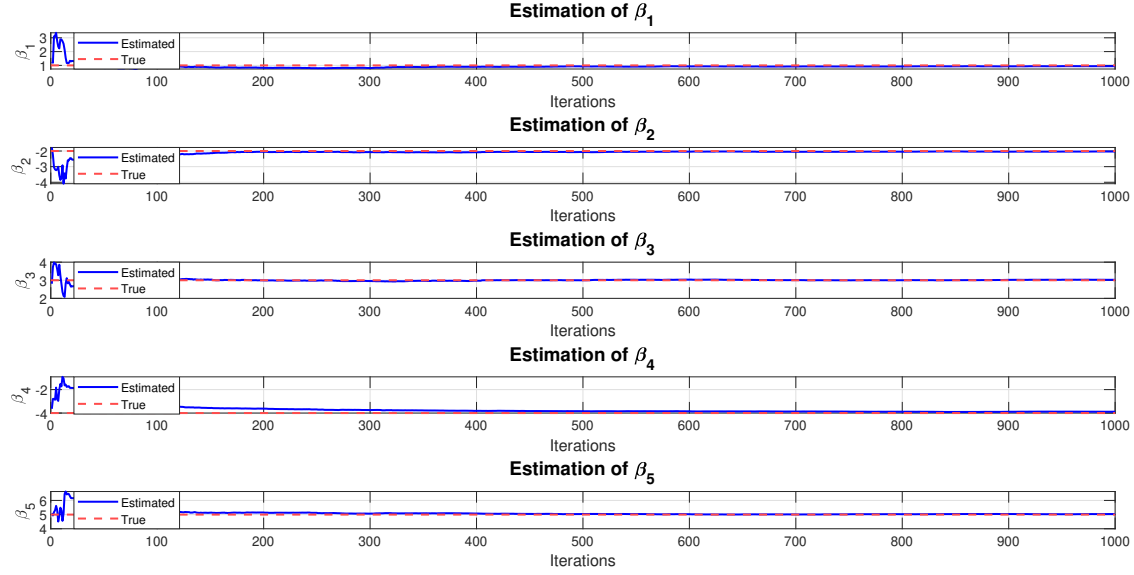 Estimation of β1
β1
3
2
1
Estimated
True
0 100 200 300 400 500 600 700 800 900 1000
Iterations
Estimation of β2
β2
-2
-3
-4
Estimated
True
0 100 200 300 400 500 600 700 800 900 1000
Iterations
Estimation of β3
β3
4
3
2
Estimated
True
0 100 200 300 400 500 600 700 800 900 1000
Iterations
Estimation of β4
β4
-2
-4
Estimated
True
0 100 200 300 400 500 600 700 800 900 1000
Iterations
Estimation of β5
β5
6
5
4
Estimated
True
0 100 200 300 400 500 600 700 800 900 1000
Iterations